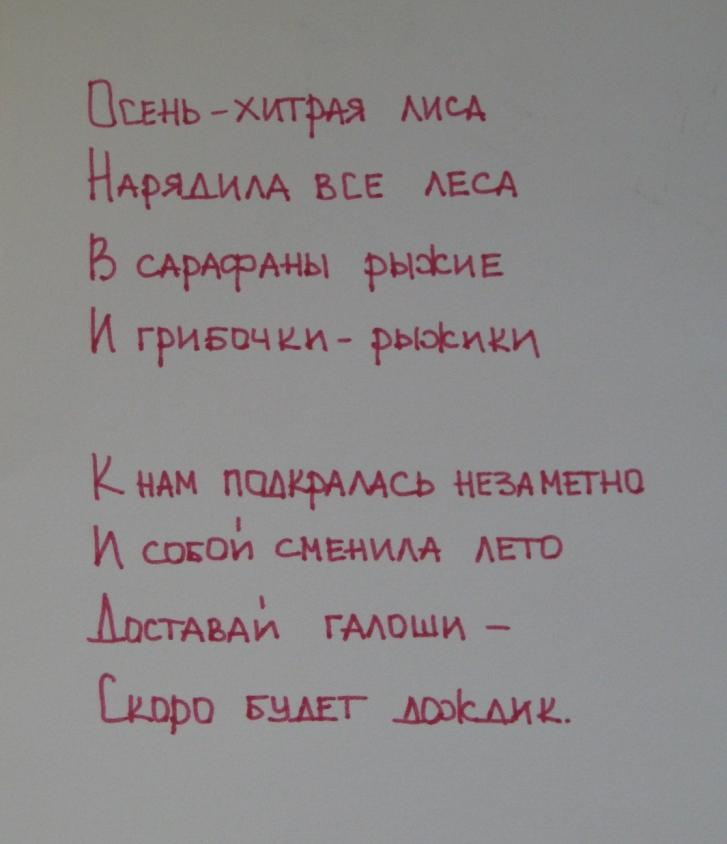 Осень-хитрая лиса
Нарядила все леса
В сарафаны рыжие
И грибочки- рыжики
К нам подкралась незаметно
И собой сменила лето
Доставай галоши –
Скоро будет дождик.